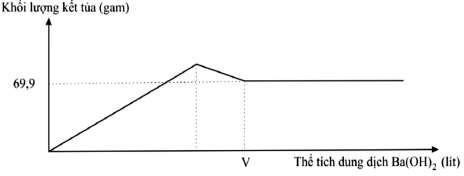 Khối lượng kết tủa (gam)
69,9
V
Thể tích dung dịch Ba(OH)₂ (lít)